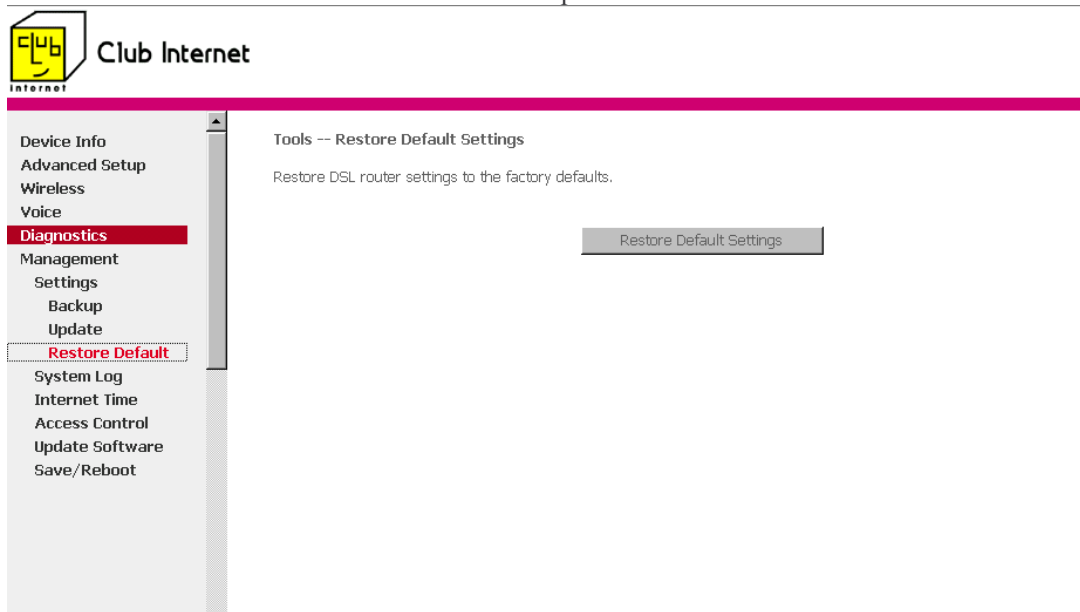 club
internet
Club Internet
Device Info
Advanced Setup
Wireless
Voice
Diagnostics
Management
Settings
Backup
Update
Restore Default
System Log
Internet Time
Access Control
Update Software
Save/Reboot
Tools -- Restore Default Settings
Restore DSL router settings to the factory defaults.
Restore Default Settings